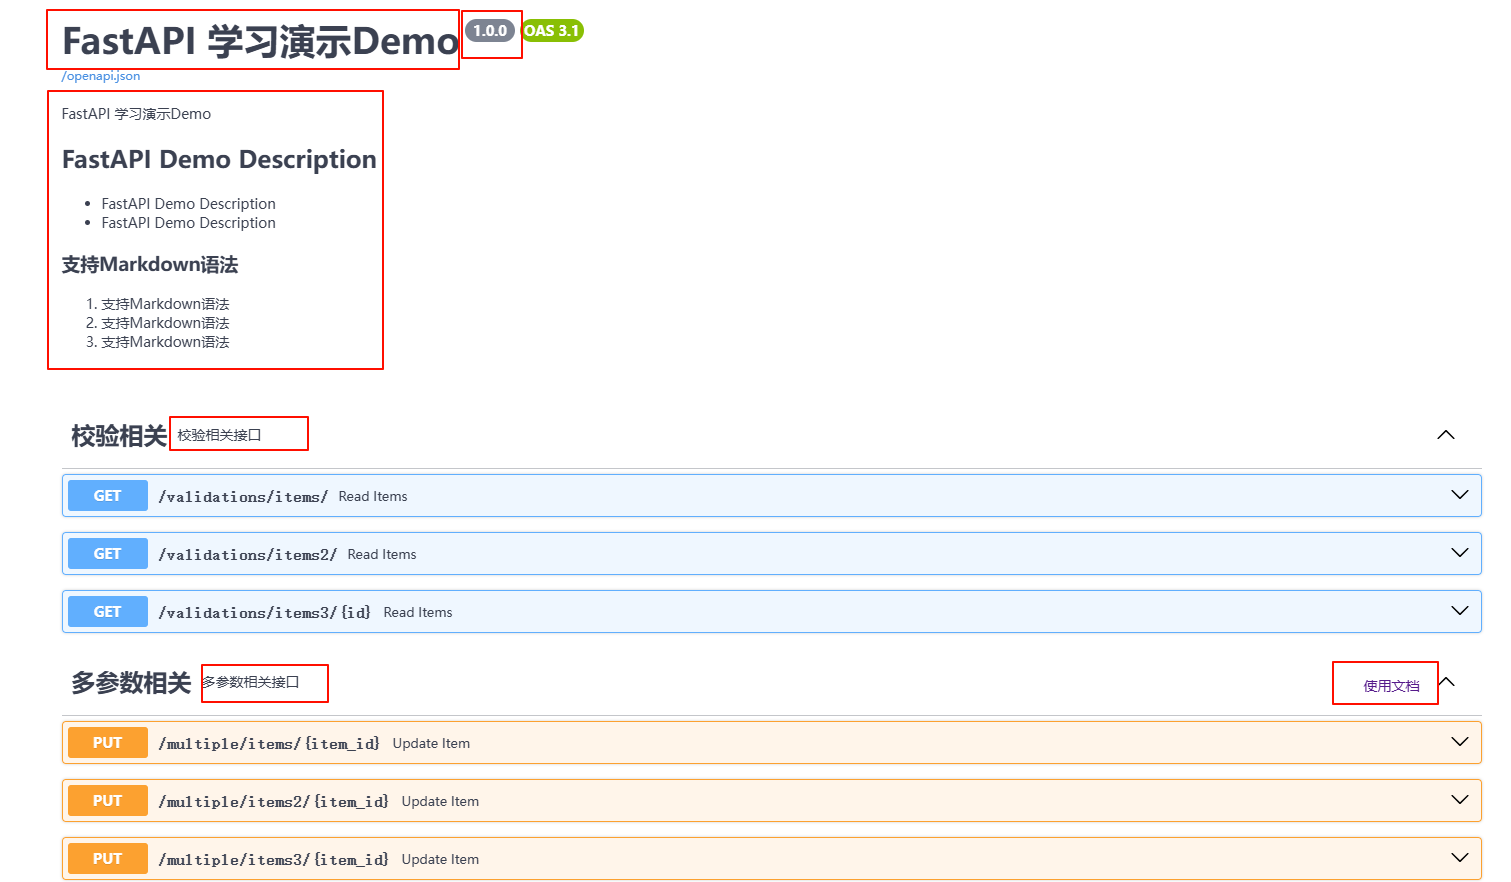 FastAPI 学习演示Demo 1.0.0 OAS 3.1
/openapi.json
FastAPI 学习演示Demo
FastAPI Demo Description
• FastAPI Demo Description
• FastAPI Demo Description
支持Markdown语法
1. 支持Markdown语法
2. 支持Markdown语法
3. 支持Markdown语法
校验相关 校验相关接口
GET /validations/items/ Read Items
GET /validations/items2/ Read Items
GET /validations/items3/{id} Read Items
多参数相关 多参数相关接口 使用文档
PUT /multiple/items/{item_id} Update Item
PUT /multiple/items2/{item_id} Update Item
PUT /multiple/items3/{item_id} Update Item